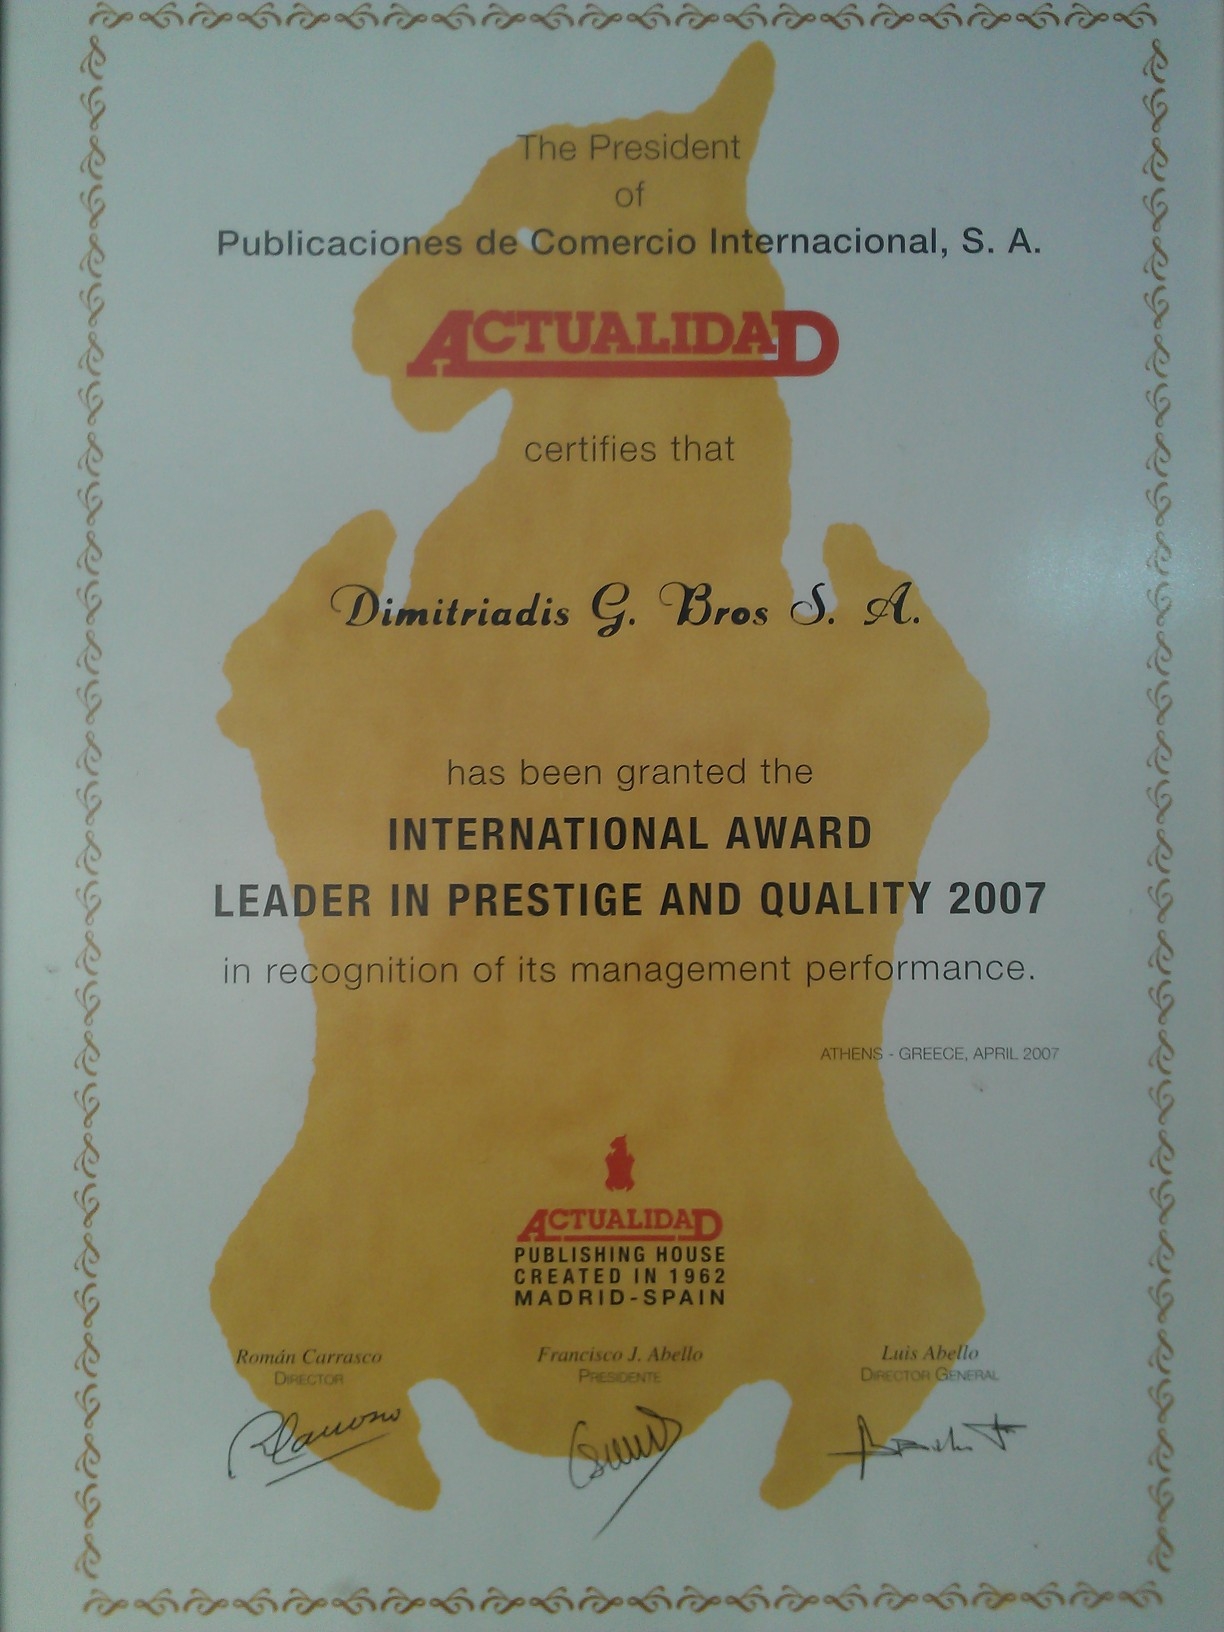 The President
of
Publicaciones de Comercio Internacional, S. A.
ACTUALIDAD
certifies that
Dimitriadis G. Bros S. A.
has been granted the
INTERNATIONAL AWARD
LEADER IN PRESTIGE AND QUALITY 2007
in recognition of its management performance.
ATHENS - GREECE, APRIL 2007
ACTUALIDAD
PUBLISHING HOUSE
CREATED IN 1962
MADRID-SPAIN
Román Carrasco
DIRECTOR
Francisco J. Abello
PRESIDENTE
Luis Abello
DIRECTOR GENERAL